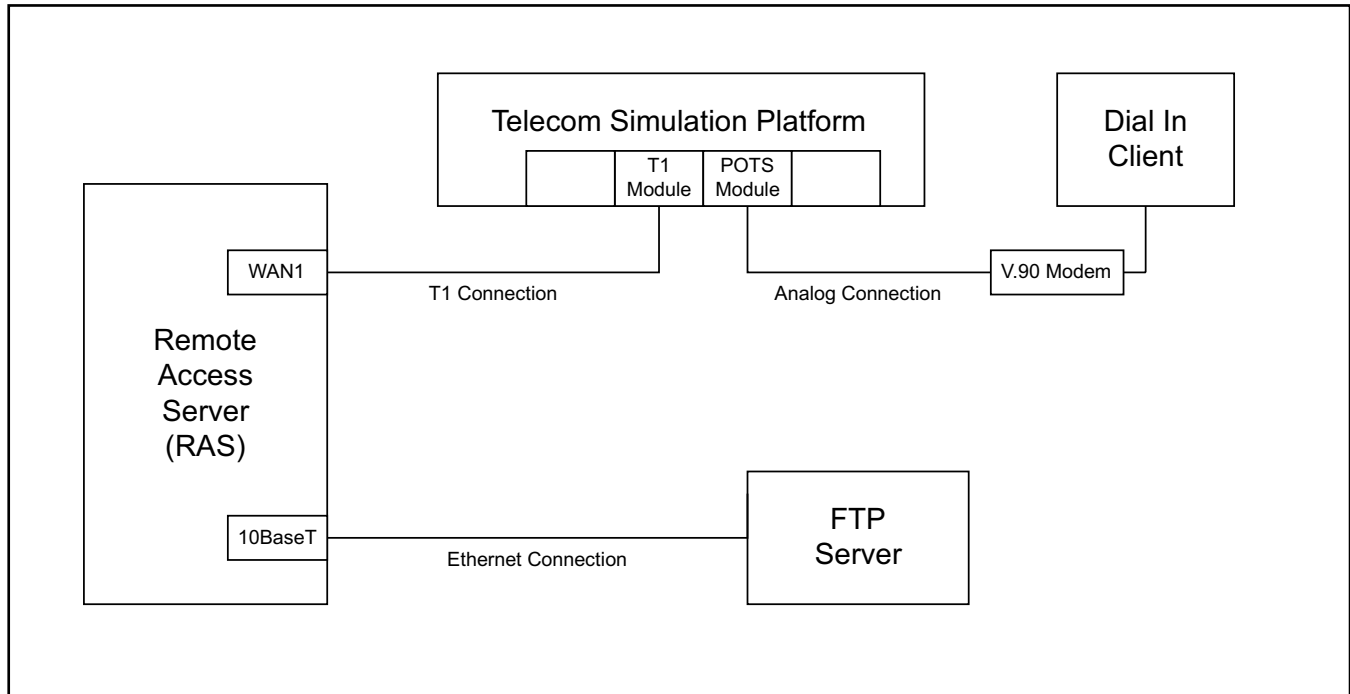 Telecom Simulation Platform
T1
Module
POTS
Module
Dial In
Client
WAN1
T1 Connection
Analog Connection
V.90 Modem
Remote
Access
Server
(RAS)
10BaseT
Ethernet Connection
FTP
Server